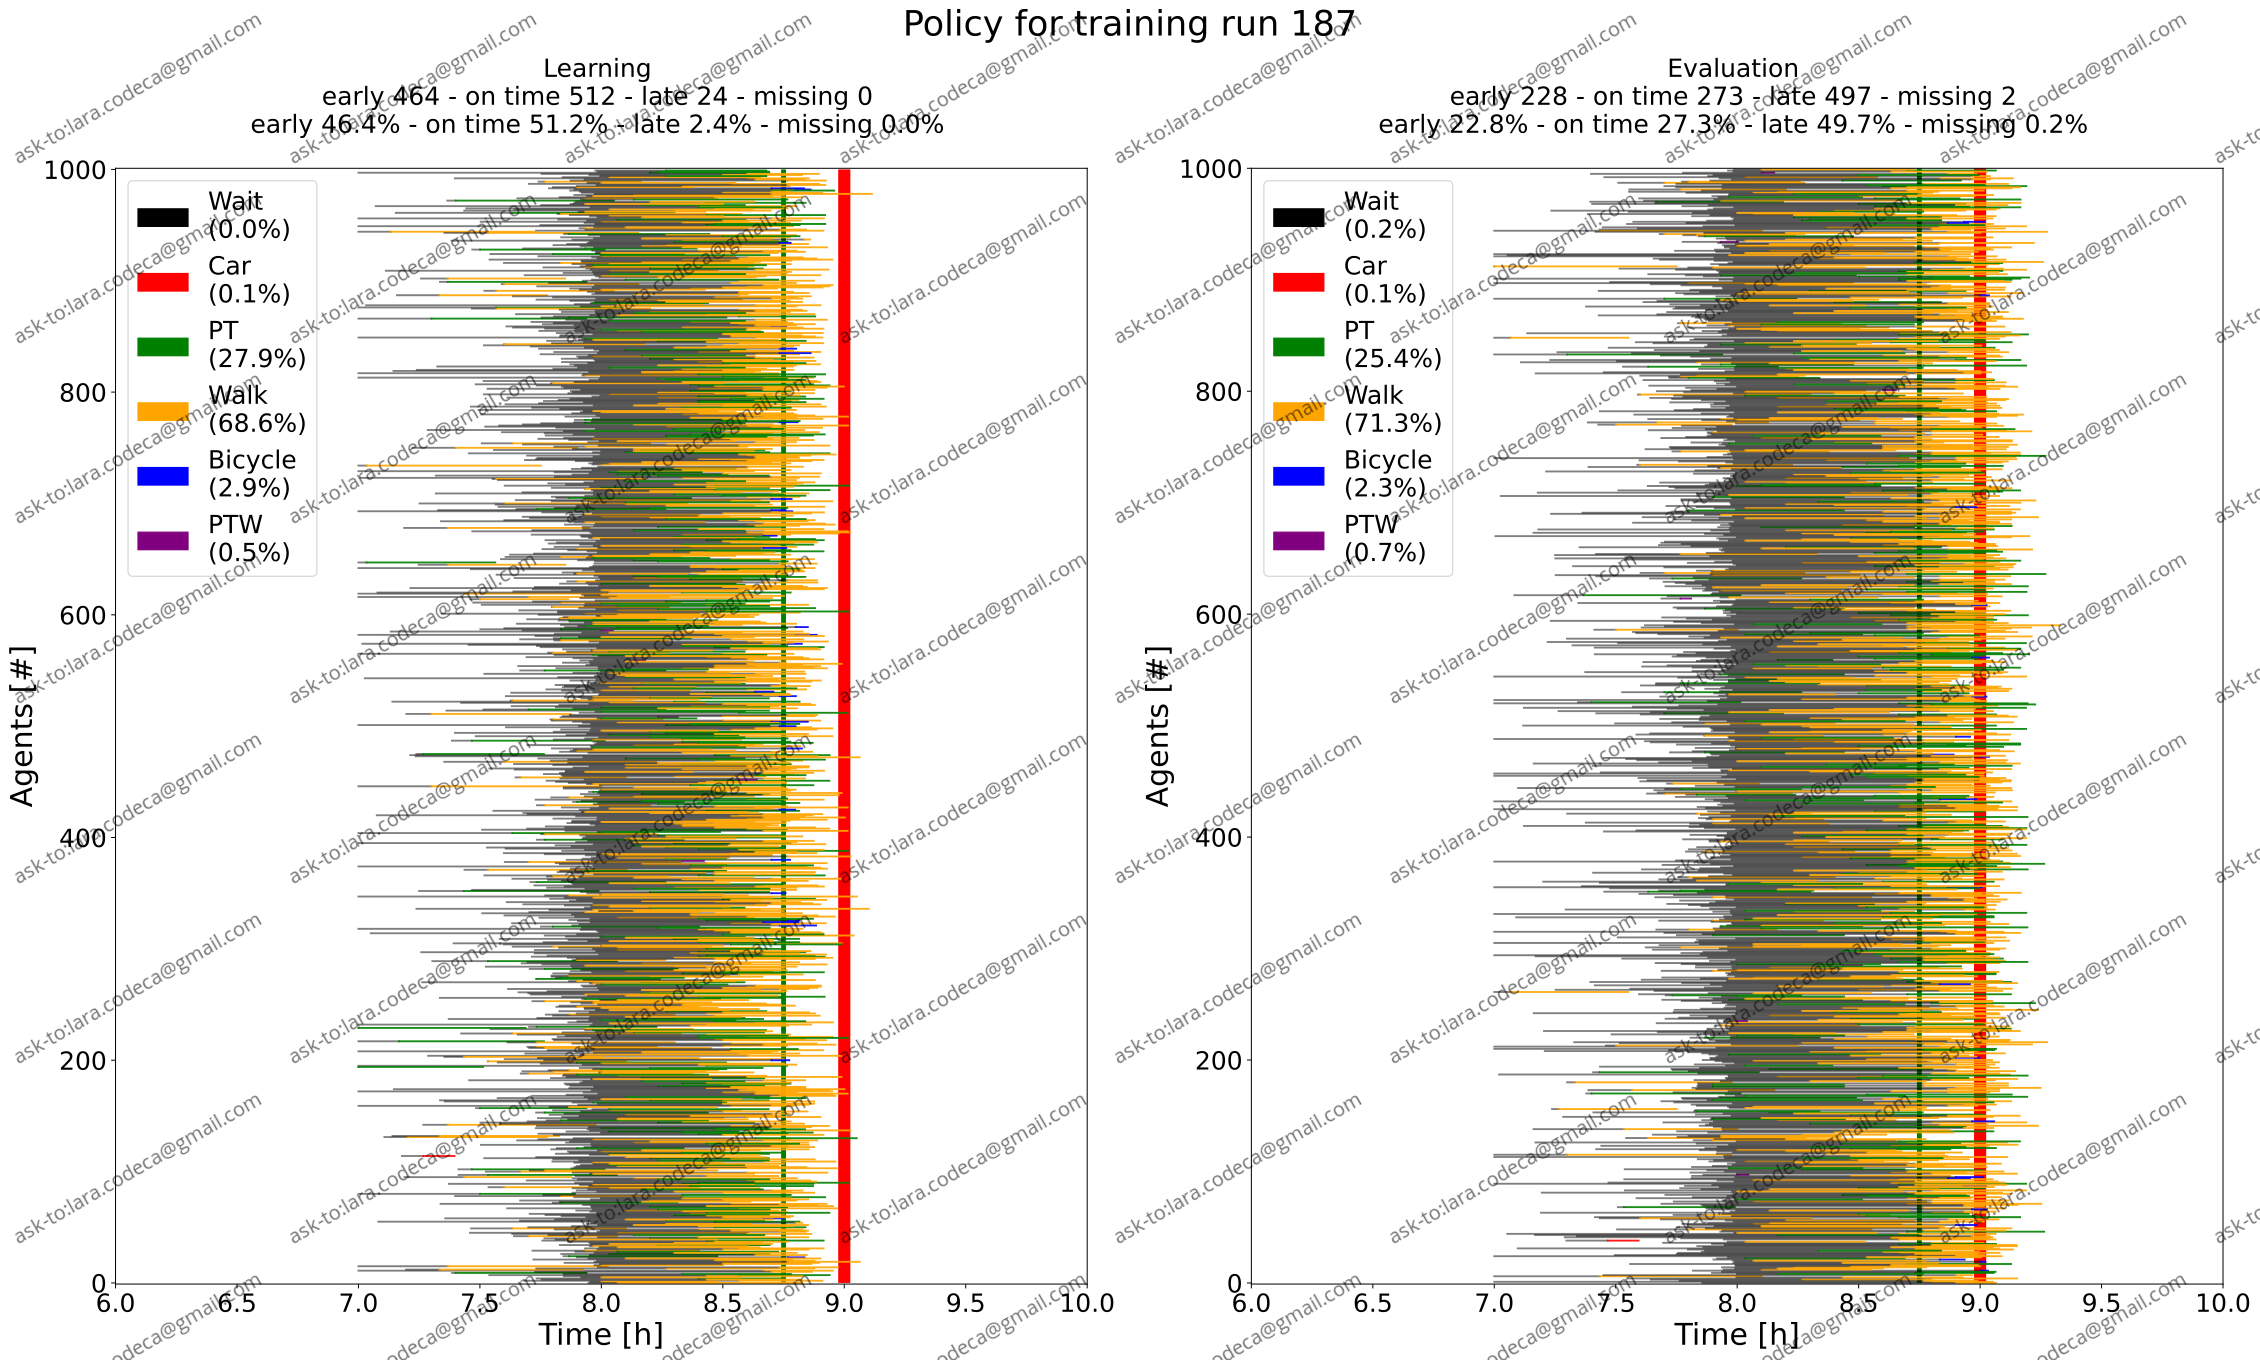 Policy for training run 187
Learning
early 464 - on time 512 - late 24 - missing 0
early 46.4% - on time 51.2% - late 2.4% - missing 0.0%
Wait
(0.0%)
Car
(0.1%)
PT
(27.9%)
Walk
(68.6%)
Bicycle
(2.9%)
PTW
(0.5%)
Agents [#]
1000
800
600
400
200
0
6.0 6.5 7.0 7.5 8.0 8.5 9.0 9.5 10.0
Time [h]
Evaluation
early 228 - on time 273 - late 497 - missing 2
early 22.8% - on time 27.3% - late 49.7% - missing 0.2%
Wait
(0.2%)
Car
(0.1%)
PT
(25.4%)
Walk
(71.3%)
Bicycle
(2.3%)
PTW
(0.7%)
Agents [#]
1000
800
600
400
200
0
6.0 6.5 7.0 7.5 8.0 8.5 9.0 9.5 10.0
Time [h]
ask-to:lara.codeca@gmail.com